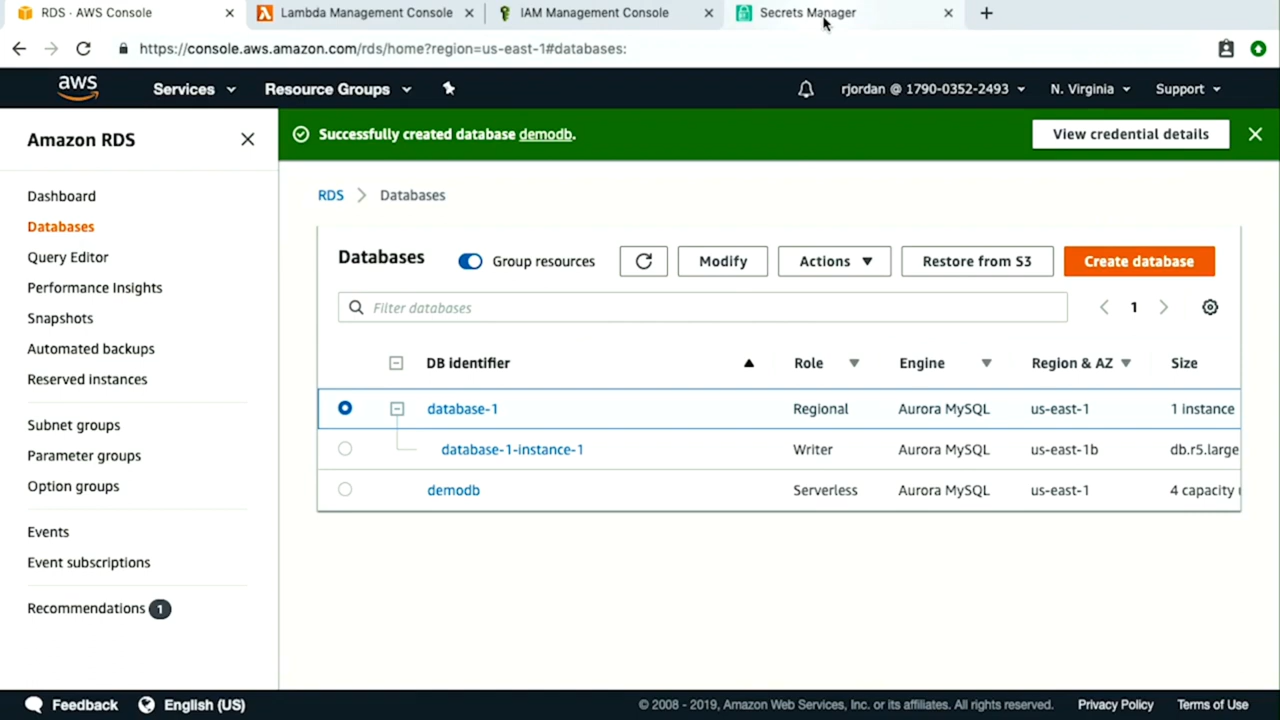 RDS · AWS Console
Lambda Management Console
IAM Management Console
Secrets Manager
https://console.aws.amazon.com/rds/home?region=us-east-1#databases:
aws
Services
Resource Groups
rjordan @ 1790-0352-2493
N. Virginia
Support
Amazon RDS
Dashboard
Databases
Query Editor
Performance Insights
Snapshots
Automated backups
Reserved instances
Subnet groups
Parameter groups
Option groups
Events
Event subscriptions
Recommendations 1
Successfully created database demodb.
View credential details
RDS > Databases
Databases
Group resources
Modify
Actions
Restore from S3
Create database
Filter databases
1
DB identifier Role Engine Region & AZ Size
database-1 Regional Aurora MySQL us-east-1 1 instance
database-1-instance-1 Writer Aurora MySQL us-east-1b db.r5.large
demodb Serverless Aurora MySQL us-east-1 4 capacity
Feedback
English (US)
© 2008 - 2019, Amazon Web Services, Inc. or its affiliates. All rights reserved.
Privacy Policy
Terms of Use